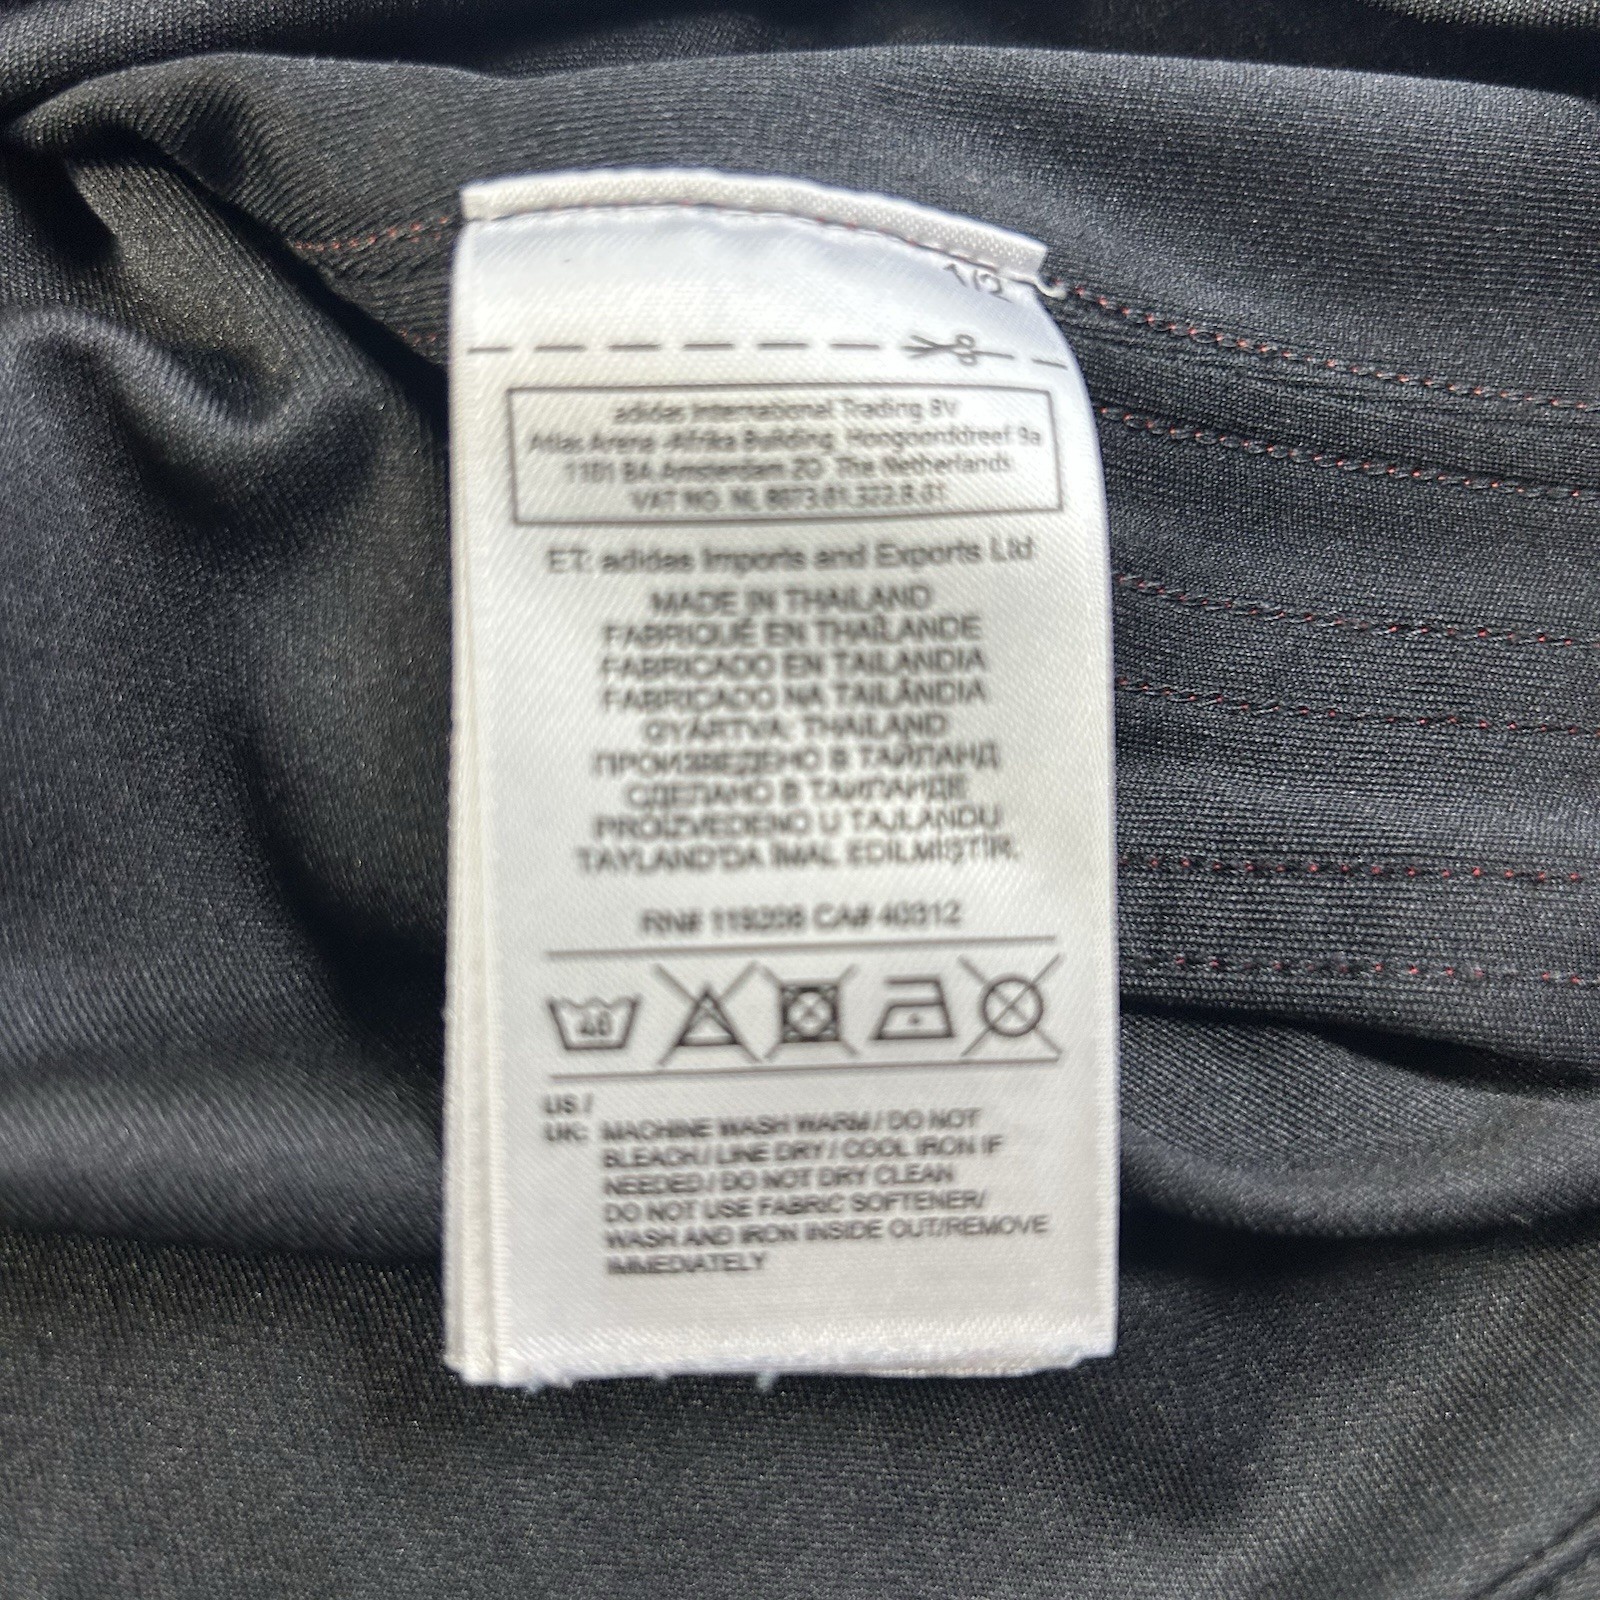 1/2
adidas International Trading BV
Atlas Arena -Afrika Building, Hoogoorddreef 9a
1101 BA Amsterdam ZO The Netherlands
VAT NO. NL
ET: adidas Imports and Exports Ltd
MADE IN THAILAND
FABRIQUÉ EN THAÏLANDE
FABRICADO EN TAILANDIA
FABRICADO NA TAILÂNDIA
GYÁRTVA: THAILAND
ПРОИЗВЕДЕНО В ТАЙЛАНД
СДЕЛАНО В ТАИЛАНДЕ
PROIZVEDENO U TAJLANDU
TAYLAND'DA İMAL EDİLMİŞTİR.
RN# 119208 CA# 40312
40
US /
UK: MACHINE WASH WARM / DO NOT
BLEACH / LINE DRY / COOL IRON IF
NEEDED / DO NOT DRY CLEAN
DO NOT USE FABRIC SOFTENER/
WASH AND IRON INSIDE OUT/REMOVE
IMMEDIATELY